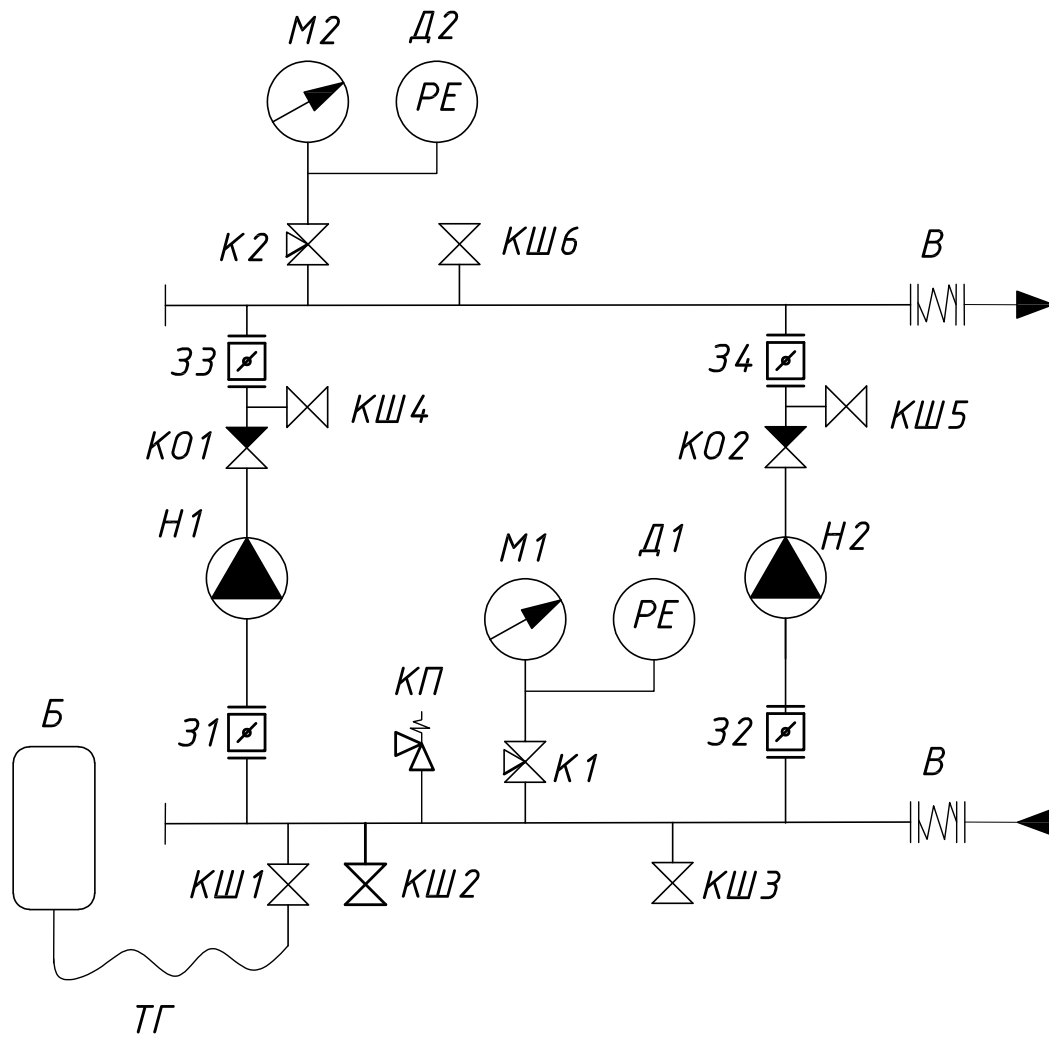 М2 Д2
РЕ
К2 КШ6 В
З3 З4
КШ4 КШ5
КО1 КО2
Н1 М1 Д1 Н2
РЕ
КП
Б З1 З2
К1 В
КШ1 КШ2 КШ3
ТГ